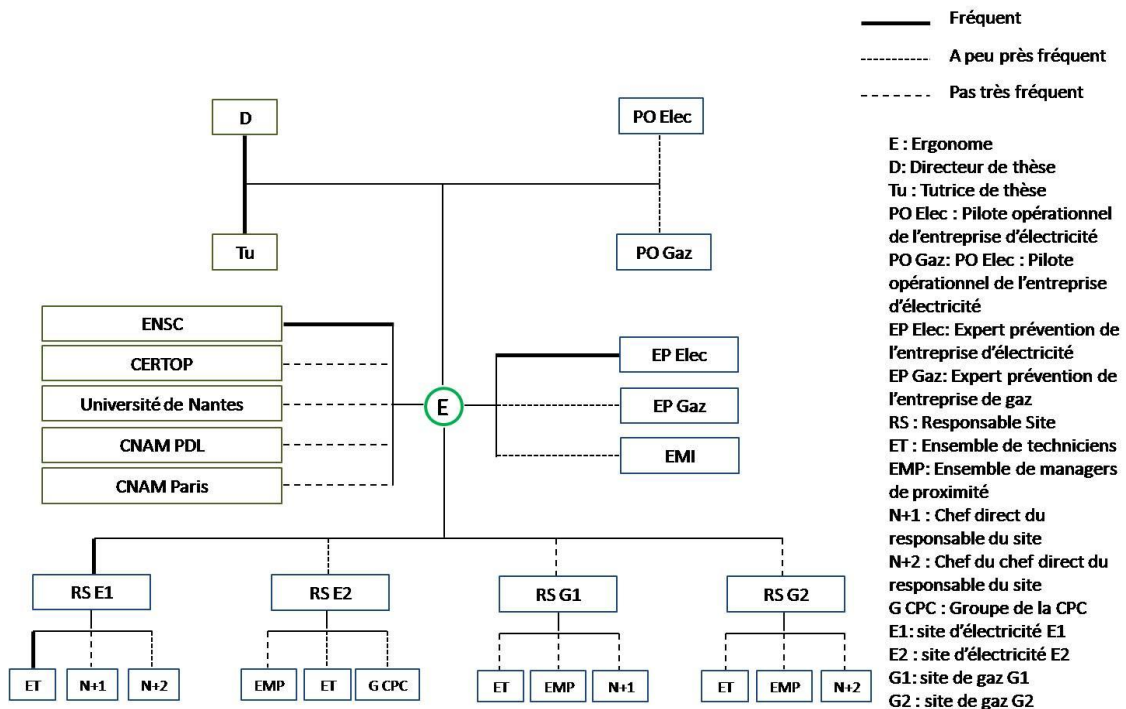 Fréquent
A peu près fréquent
Pas très fréquent
D
PO Elec
Tu
PO Gaz
ENSC
CERTOP
Université de Nantes
CNAM PDL
CNAM Paris
E
EP Elec
EP Gaz
EMI
RS E1
RS E2
RS G1
RS G2
ET
N+1
N+2
EMP
ET
G CPC
ET
EMP
N+1
ET
EMP
N+2
E : Ergonome
D: Directeur de thèse
Tu : Tutrice de thèse
PO Elec : Pilote opérationnel
de l'entreprise d'électricité
PO Gaz: PO Elec : Pilote
opérationnel de l'entreprise
d'électricité
EP Elec: Expert prévention de
l'entreprise d'électricité
EP Gaz: Expert prévention de
l'entreprise de gaz
RS : Responsable Site
ET : Ensemble de techniciens
EMP: Ensemble de managers
de proximité
N+1 : Chef direct du
responsable du site
N+2 : Chef du chef direct du
responsable du site
G CPC : Groupe de la CPC
E1: site d'électricité E1
E2 : site d'électricité E2
G1: site de gaz G1
G2 : site de gaz G2